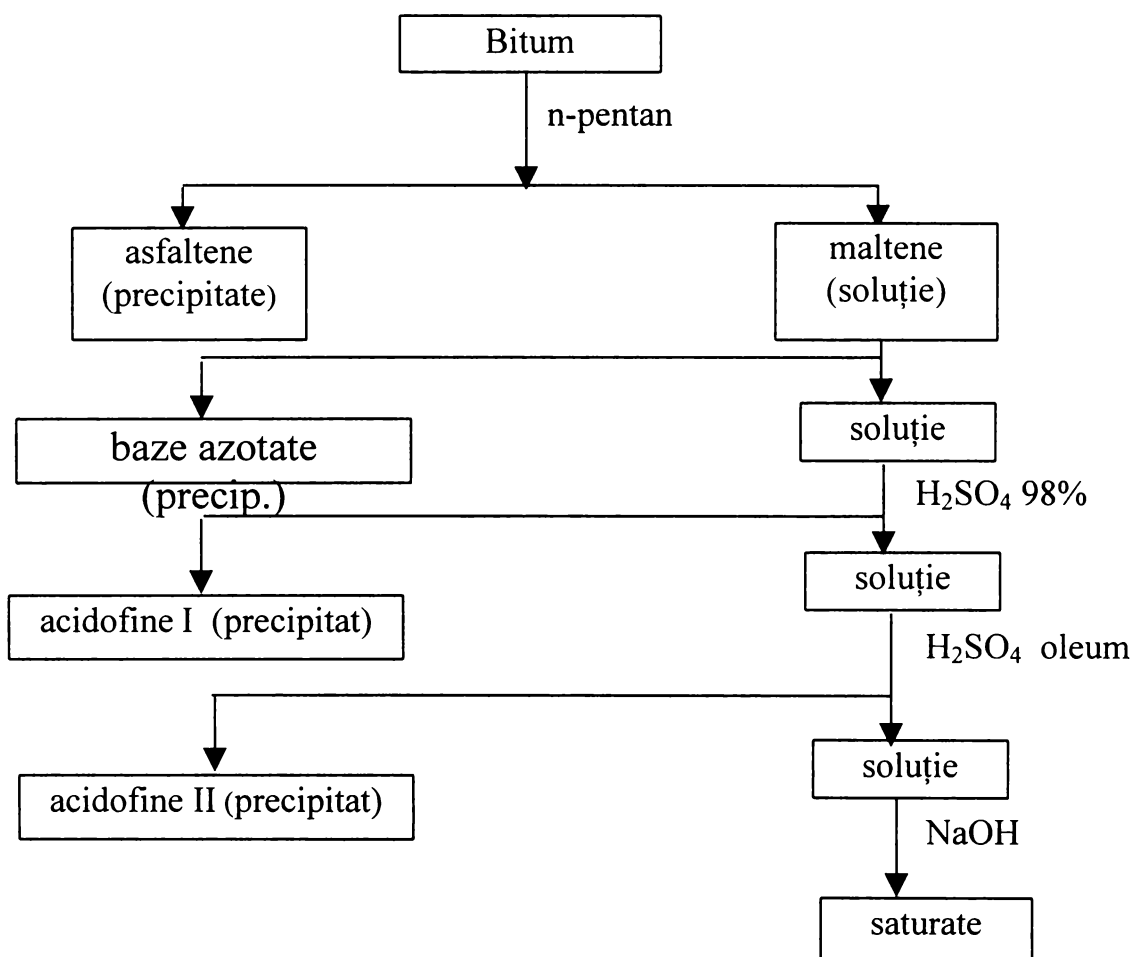 Bitum
n-pentan
asfaltene
(precipitate)
maltene
(soluție)
baze azotate
(precip.)
soluție
H₂SO₄ 98%
soluție
acidofine I (precipitat)
H₂SO₄ oleum
soluție
acidofine II (precipitat)
NaOH
saturate